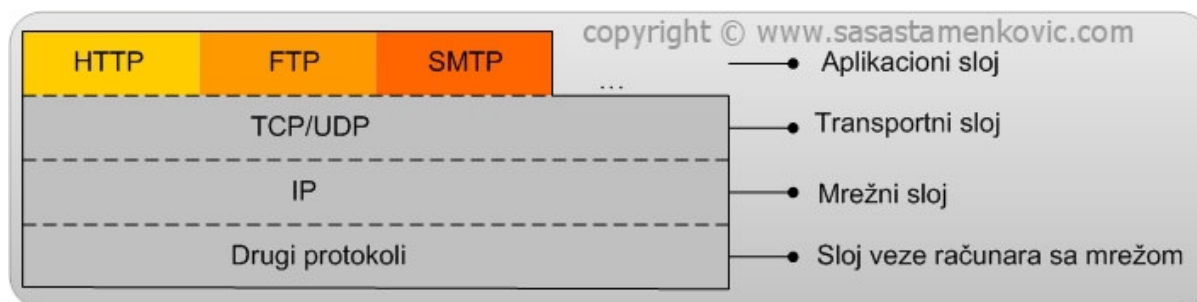 copyright © www.sasastamenkovic.com
HTTP FTP SMTP ... Aplikacioni sloj
TCP/UDP Transportni sloj
IP Mrežni sloj
Drugi protokoli Sloj veze računara sa mrežom